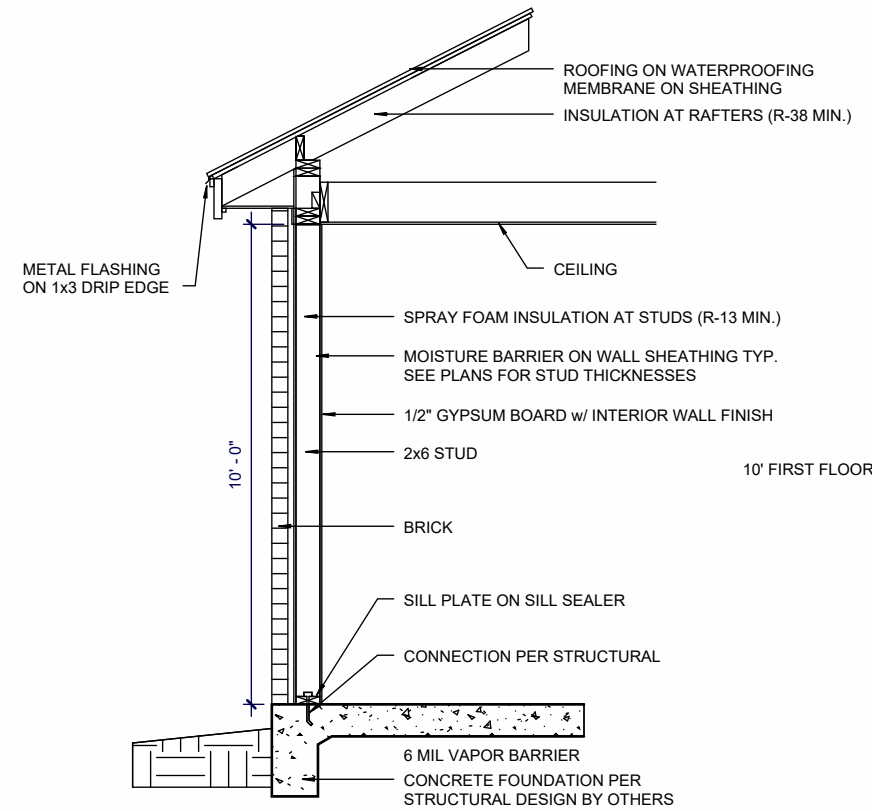 ROOFING ON WATERPROOFING
MEMBRANE ON SHEATHING
INSULATION AT RAFTERS (R-38 MIN.)
METAL FLASHING
ON 1x3 DRIP EDGE
CEILING
SPRAY FOAM INSULATION AT STUDS (R-13 MIN.)
MOISTURE BARRIER ON WALL SHEATHING TYP.
SEE PLANS FOR STUD THICKNESSES
1/2" GYPSUM BOARD w/ INTERIOR WALL FINISH
2x6 STUD
10' - 0"
10' FIRST FLOOR
BRICK
SILL PLATE ON SILL SEALER
CONNECTION PER STRUCTURAL
6 MIL VAPOR BARRIER
CONCRETE FOUNDATION PER
STRUCTURAL DESIGN BY OTHERS